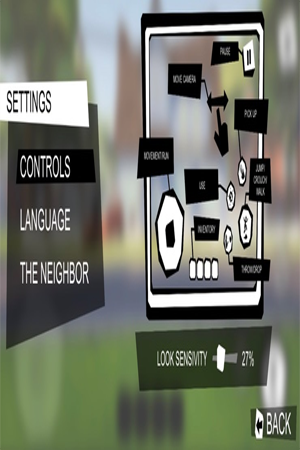 SETTINGS
CONTROLS
LANGUAGE
THE NEIGHBOR
PAUSE
MOVE CAMERA
PICK UP
MOVEMENT/RUN
JUMP/
CROUCH/
WALK
USE
INVENTORY
THROW/DROP
LOOK SENSIVITY
27%
BACK